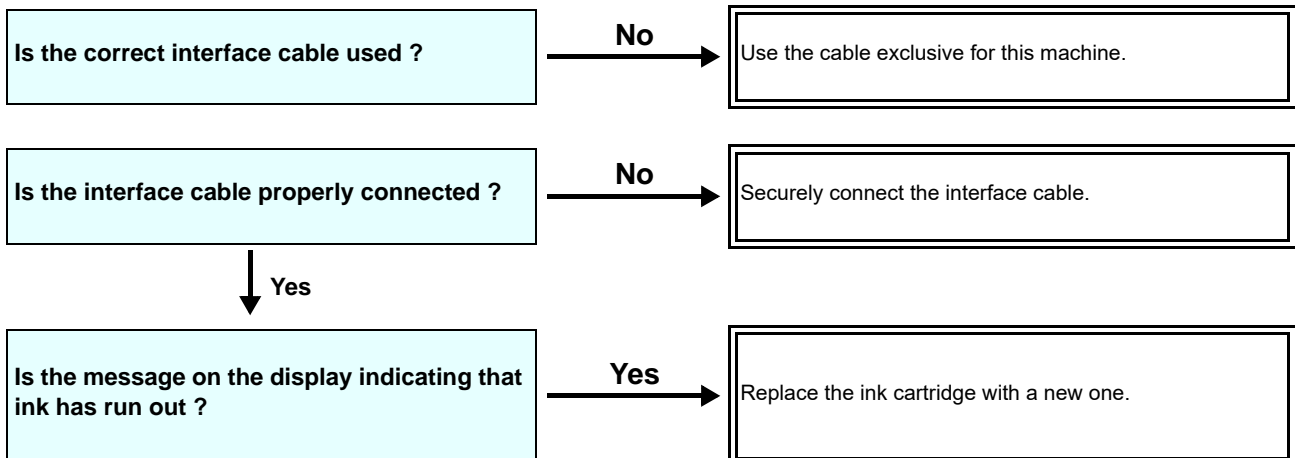 Is the correct interface cable used ?
No
Use the cable exclusive for this machine.
Is the interface cable properly connected ?
No
Securely connect the interface cable.
Yes
Is the message on the display indicating that
ink has run out ?
Yes
Replace the ink cartridge with a new one.